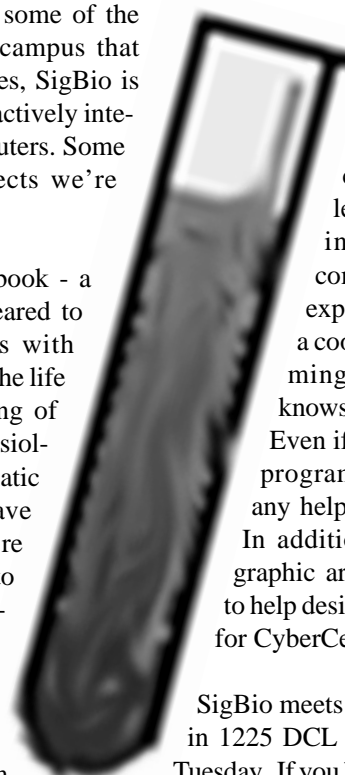 some of the
campus that
es, SigBio is
actively inte-
uters. Some
ects we're
book - a
eared to
s with
he life
ng of
siol-
atic
ave
re
o
-
le
in
con
exp
a coo
ming
knows
Even if
program
any help
In additio
graphic ar
to help desi
for CyberCe
SigBio meets
in 1225 DCL
Tuesday. If you